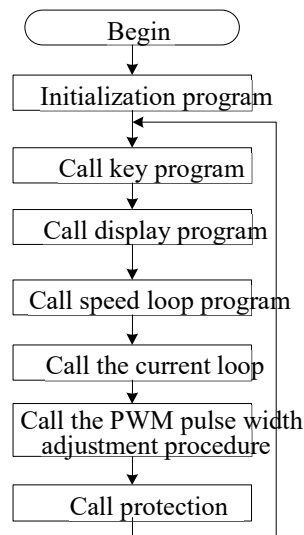 Begin
Initialization program
Call key program
Call display program
Call speed loop program
Call the current loop
Call the PWM pulse width
adjustment procedure
Call protection